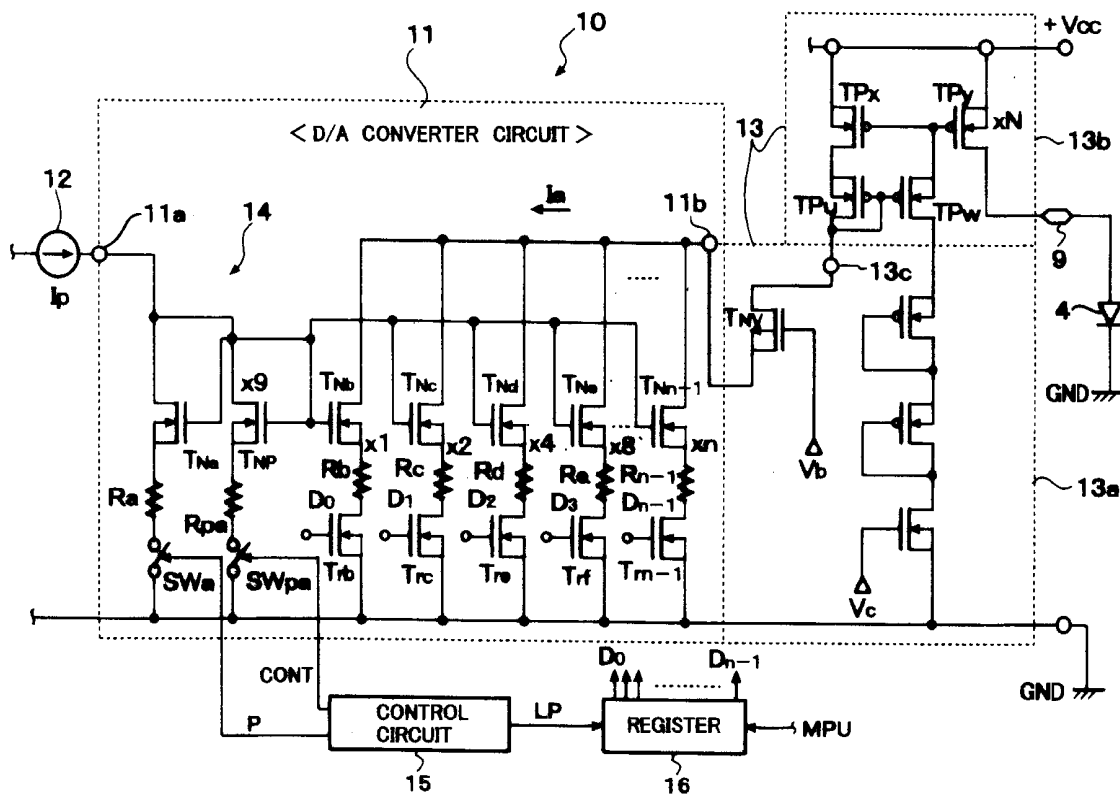 10
11
+Vcc
TPx
TPy
13
xN
13b
< D/A CONVERTER CIRCUIT >
12
11a
14
Ia
11b
TPu
TPw
9
Ip
13c
TNy
4
GND
x9
TNb
TNc
TNd
TNe
TNn-1
x1
x2
x4
x8
xn
TNa
TNP
Vb
Rb
Rc
Rd
Re
Rn-1
Ra
Rpa
D0
D1
D2
D3
Dn-1
13a
SWa
SWpa
Trb
Trc
Tre
Trf
Trn-1
Vc
D0
Dn-1
GND
CONT
P
CONTROL
CIRCUIT
LP
REGISTER
MPU
15
16